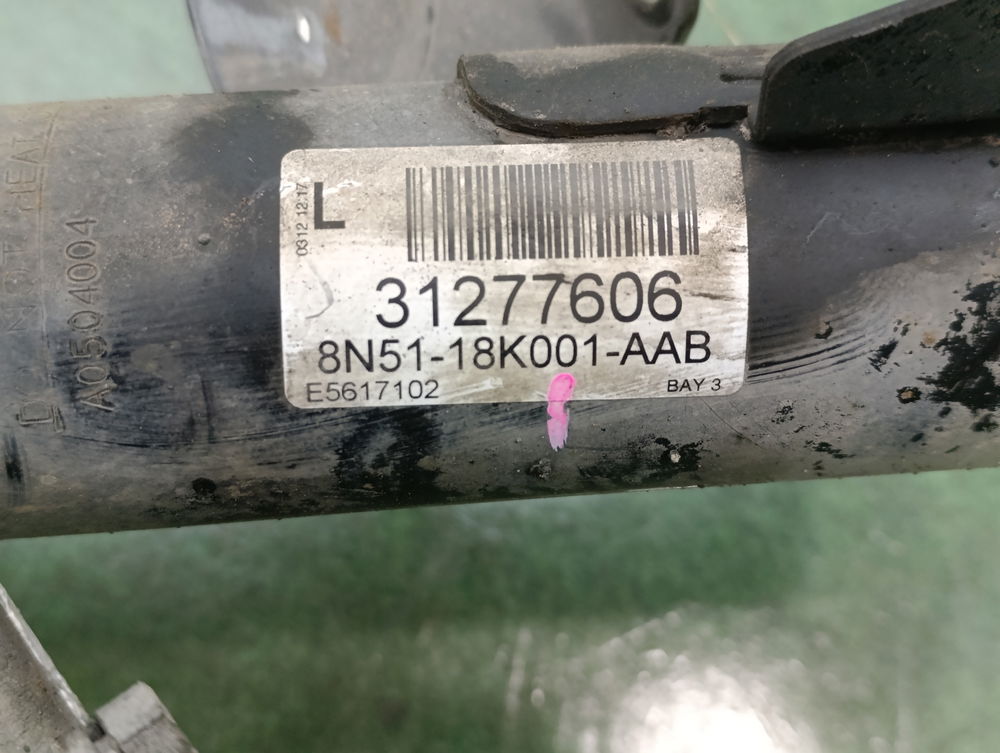 L
0312 12:17
31277606
8N51-18K001-AAB
E5617102
BAY 3
A0504004